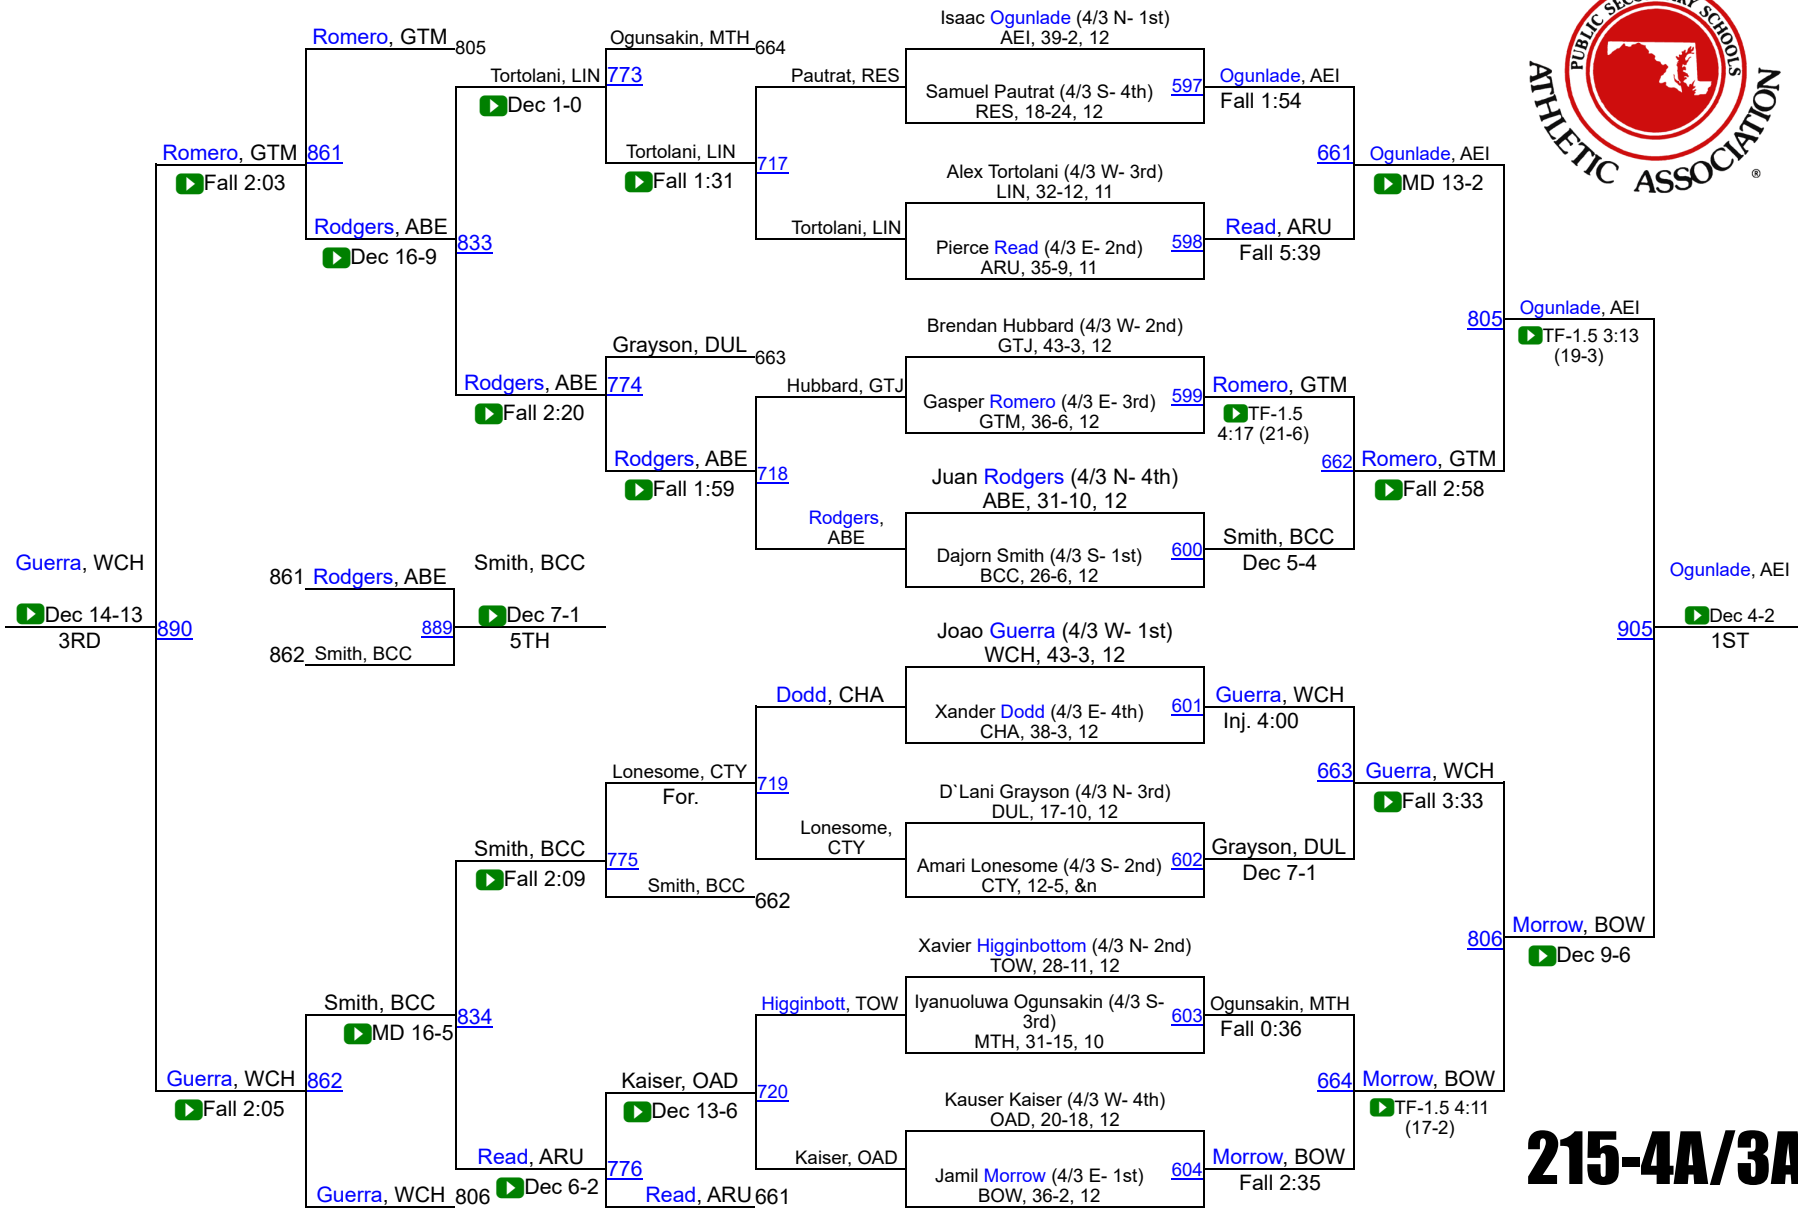 Isaac Ogunlade (4/3 N- 1st)
AEI, 39-2, 12
Samuel Pautrat (4/3 S- 4th)
RES, 18-24, 12
597
Alex Tortolani (4/3 W- 3rd)
LIN, 32-12, 11
Pierce Read (4/3 E- 2nd)
ARU, 35-9, 11
598
Brendan Hubbard (4/3 W- 2nd)
GTJ, 43-3, 12
Gasper Romero (4/3 E- 3rd)
GTM, 36-6, 12
599
Juan Rodgers (4/3 N- 4th)
ABE, 31-10, 12
Dajorn Smith (4/3 S- 1st)
BCC, 26-6, 12
600
Joao Guerra (4/3 W- 1st)
WCH, 43-3, 12
Xander Dodd (4/3 E- 4th)
CHA, 38-3, 12
601
D`Lani Grayson (4/3 N- 3rd)
DUL, 17-10, 12
Amari Lonesome (4/3 S- 2nd)
CTY, 12-5, &n
602
Xavier Higginbottom (4/3 N- 2nd)
TOW, 28-11, 12
Iyanuoluwa Ogunsakin (4/3 S-
3rd)
MTH, 31-15, 10
603
Kauser Kaiser (4/3 W- 4th)
OAD, 20-18, 12
Jamil Morrow (4/3 E- 1st)
BOW, 36-2, 12
604
Ogunlade, AEI
Fall 1:54
Read, ARU
Fall 5:39
Romero, GTM
TF-1.5
4:17 (21-6)
Smith, BCC
Dec 5-4
Guerra, WCH
Inj. 4:00
Grayson, DUL
Dec 7-1
Ogunsakin, MTH
Fall 0:36
Morrow, BOW
Fall 2:35
661
Ogunlade, AEI
MD 13-2
662
Romero, GTM
Fall 2:58
663
Guerra, WCH
Fall 3:33
664
Morrow, BOW
TF-1.5 4:11
(17-2)
805
Ogunlade, AEI
TF-1.5 3:13
(19-3)
806
Morrow, BOW
Dec 9-6
905
Ogunlade, AEI
Dec 4-2
1ST
Pautrat, RES
Tortolani, LIN
Hubbard, GTJ
Rodgers,
ABE
Dodd, CHA
Lonesome,
CTY
Higginbott, TOW
Kaiser, OAD
Ogunsakin, MTH
664
Tortolani, LIN
Fall 1:31
717
Grayson, DUL
663
Rodgers, ABE
Fall 1:59
718
Lonesome, CTY
For.
719
Smith, BCC
662
Kaiser, OAD
Dec 13-6
720
Read, ARU
661
Tortolani, LIN
Dec 1-0
773
Rodgers, ABE
Fall 2:20
774
Smith, BCC
Fall 2:09
775
Read, ARU
Dec 6-2
776
Romero, GTM
805
Rodgers, ABE
Dec 16-9
833
Smith, BCC
MD 16-5
834
Guerra, WCH
806
Romero, GTM
Fall 2:03
861
Guerra, WCH
Fall 2:05
862
861 Rodgers, ABE
862 Smith, BCC
889
Smith, BCC
Dec 7-1
5TH
Guerra, WCH
Dec 14-13
3RD
890
PUBLIC SECONDARY SCHOOLS
ATHLETIC ASSOCIATION
®
215-4A/3A